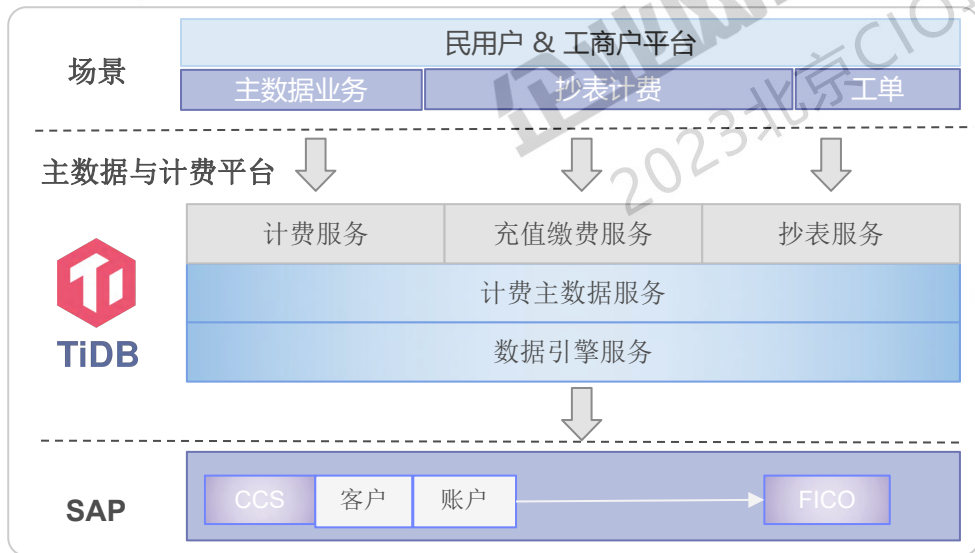 民用户 & 工商户平台
场景
主数据业务
抄表计费
工单
2023北京CIO
主数据与计费平台
计费服务
充值缴费服务
抄表服务
计费主数据服务
TiDB
数据引擎服务
SAP
CCS
客户
账户
FICO